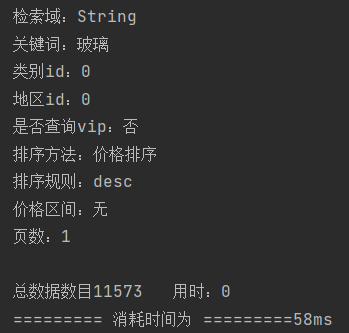 检索域：String
关键词：玻璃
类别id：0
地区id：0
是否查询vip：否
排序方法：价格排序
排序规则：desc
价格区间：无
页数：1
总数据数目11573   用时：0
========= 消耗时间为 =========58ms